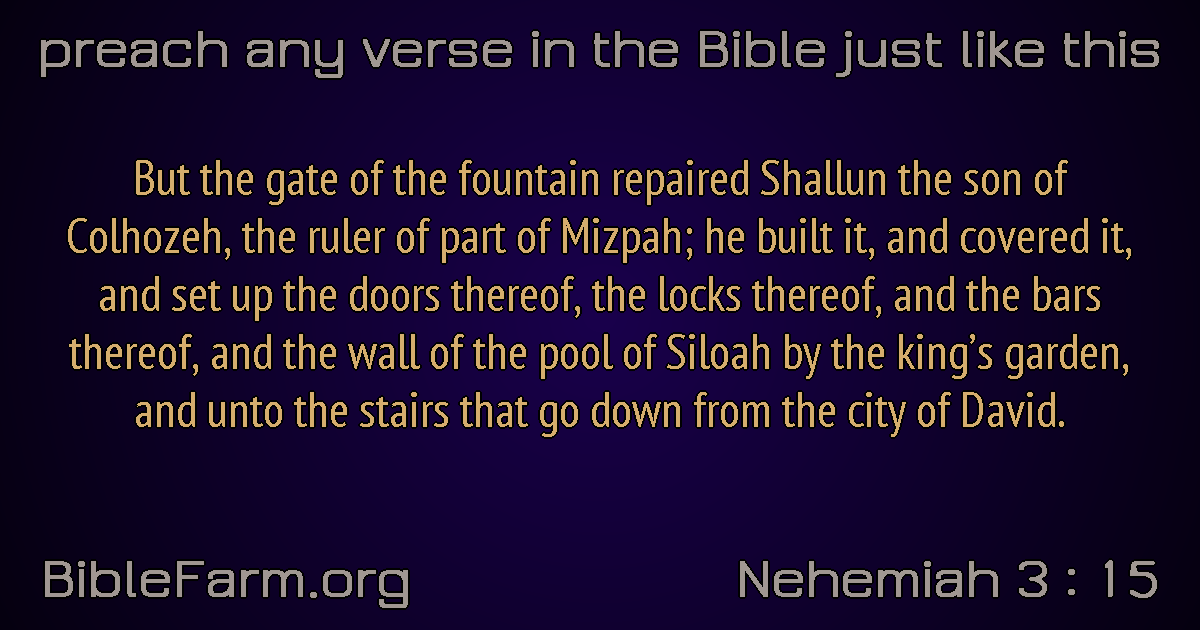 preach any verse in the Bible just like this
But the gate of the fountain repaired Shallun the son of
Colhozeh, the ruler of part of Mizpah; he built it, and covered it,
and set up the doors thereof, the locks thereof, and the bars
thereof, and the wall of the pool of Siloah by the king’s garden,
and unto the stairs that go down from the city of David.
BibleFarm.org
Nehemiah 3 : 15